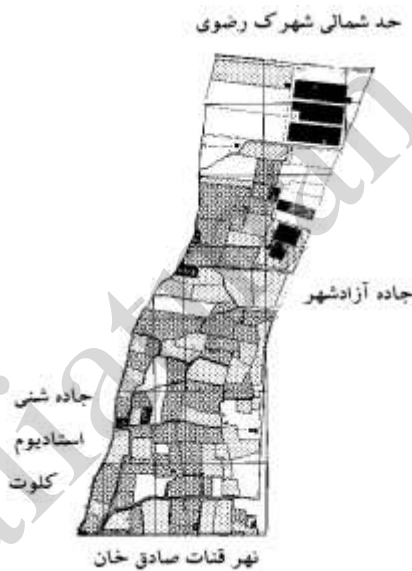 حد شمالی شهرک رضوی
جاده آزادشهر
جاده شنی
استادیوم
کلوت
نهر قنات صادق خان